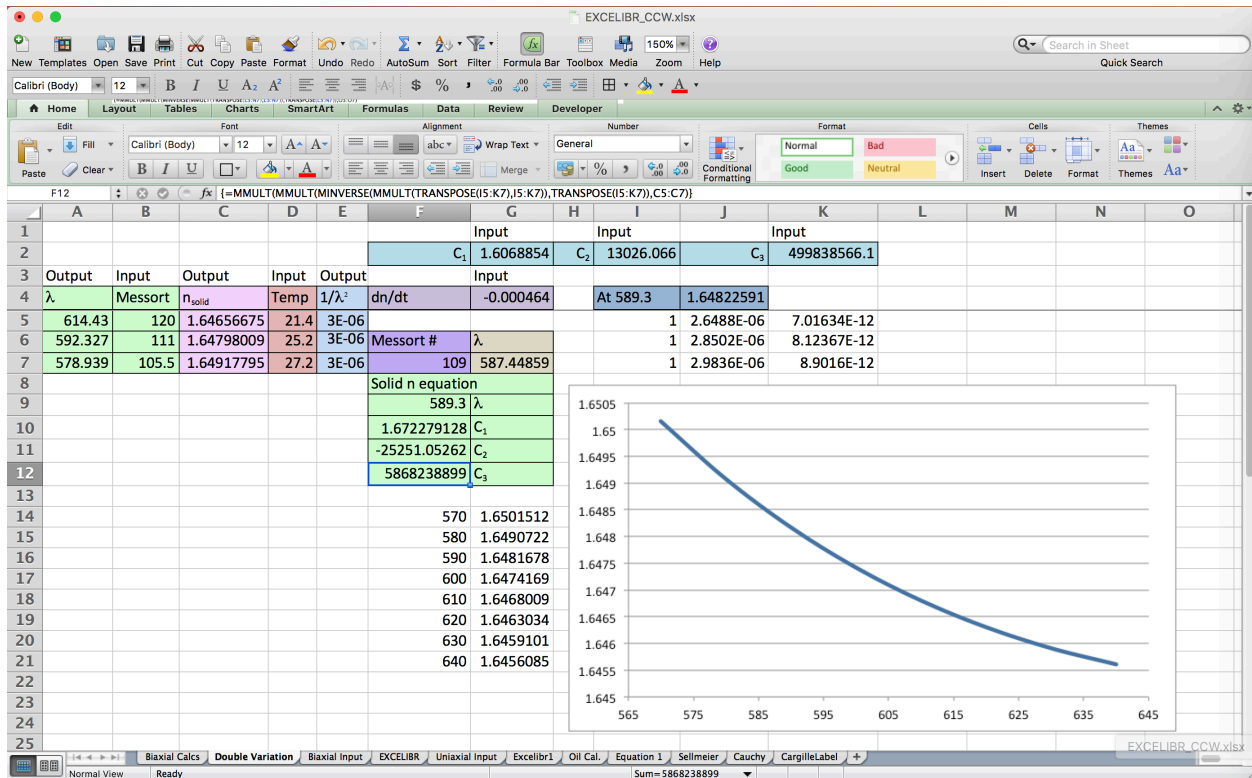 EXCELIBR_CCW.xlsx
New Templates Open Save Print Cut Copy Paste Format Undo Redo AutoSum Sort Filter Formula Bar Toolbox Media 150% Zoom Help Search in Sheet Quick Search
Calibri (Body) 12 B I U A₂ A² $ % , .0 .00 A
Home Layout Tables Charts SmartArt Formulas Data Review Developer
Edit Font Alignment Number Format Cells Themes
Fill Calibri (Body) 12 A A abc Wrap Text General Normal Bad Aa
Paste Clear B I U A Merge % , .0 .00 Conditional Formatting Good Neutral Insert Delete Format Themes Aa
F12 fx {=MMULT(MMULT(MINVERSE(MMULT(TRANSPOSE(I5:K7),I5:K7)),TRANSPOSE(I5:K7)),C5:C7)}
A B C D E F G H I J K L M N O
1 Input Input Input
2 C₁ 1.6068854 C₂ 13026.066 C₃ 499838566.1
3 Output Input Output Input Output Input
4 λ Messort n solid Temp 1/λ² dn/dt -0.000464 At 589.3 1.64822591
5 614.43 120 1.64656675 21.4 3E-06 1 2.6488E-06 7.01634E-12
6 592.327 111 1.64798009 25.2 3E-06 Messort # λ 1 2.8502E-06 8.12367E-12
7 578.939 105.5 1.64917795 27.2 3E-06 109 587.44859 1 2.9836E-06 8.9016E-12
8 Solid n equation
9 589.3 λ
10 1.672279128 C₁
11 -25251.05262 C₂
12 5868238899 C₃
13
14 570 1.6501512
15 580 1.6490722
16 590 1.6481678
17 600 1.6474169
18 610 1.6468009
19 620 1.6463034
20 630 1.6459101
21 640 1.6456085
22
23
24
25
1.6505
1.65
1.6495
1.649
1.6485
1.648
1.6475
1.647
1.6465
1.646
1.6455
1.645
565 575 585 595 605 615 625 635 645
EXCELIBR_CCW.xlsx
Biaxial Calcs Double Variation Biaxial Input EXCELIBR Uniaxial Input Excelibr1 Oil Cal. Equation 1 Sellmeier Cauchy CargilleLabel +
Normal View Ready Sum=5868238899